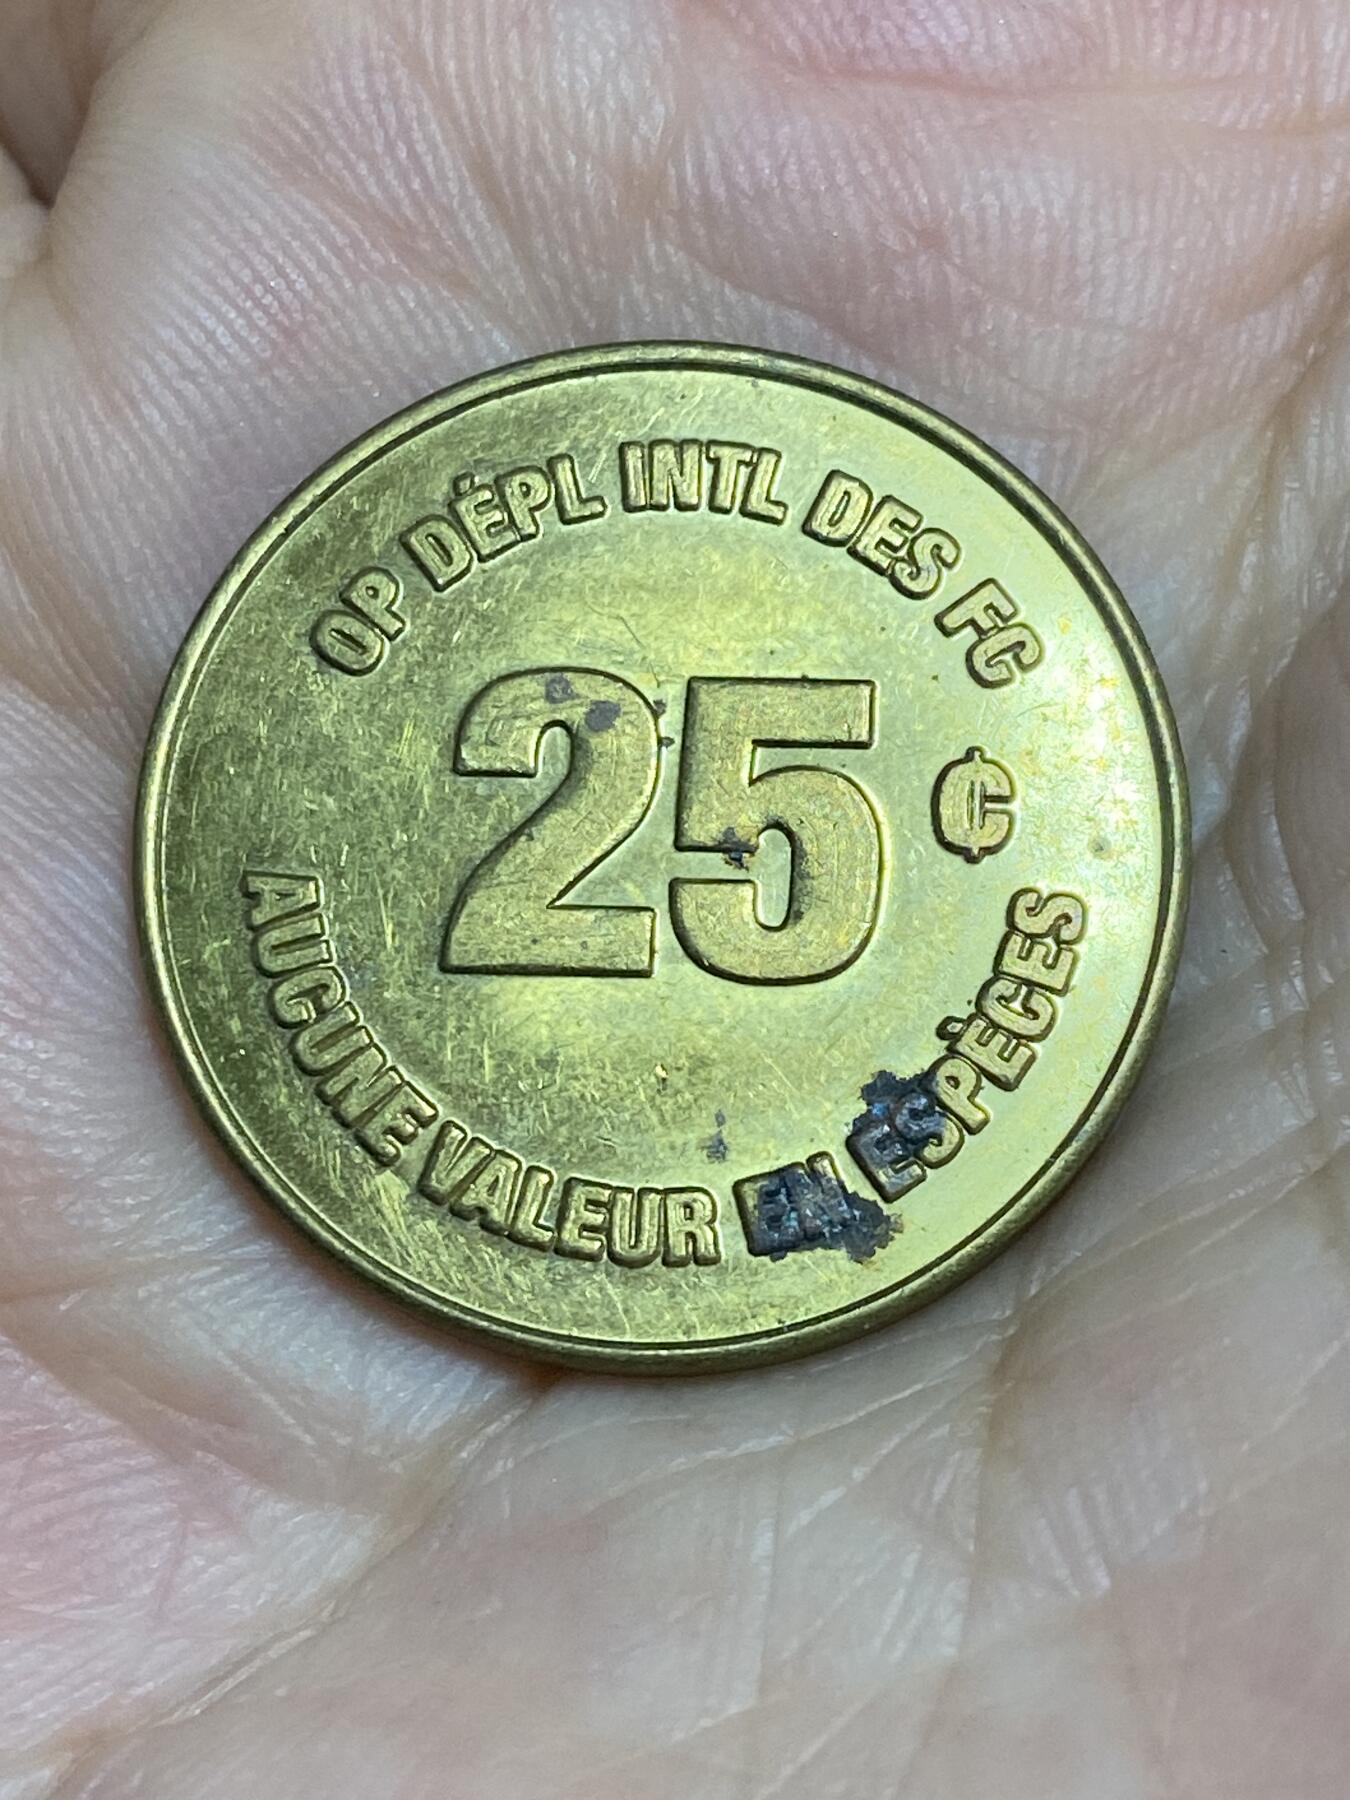 OP DÉPL INTL DES FC
25 ¢
AUCUNE VALEUR EN ESPÈCES